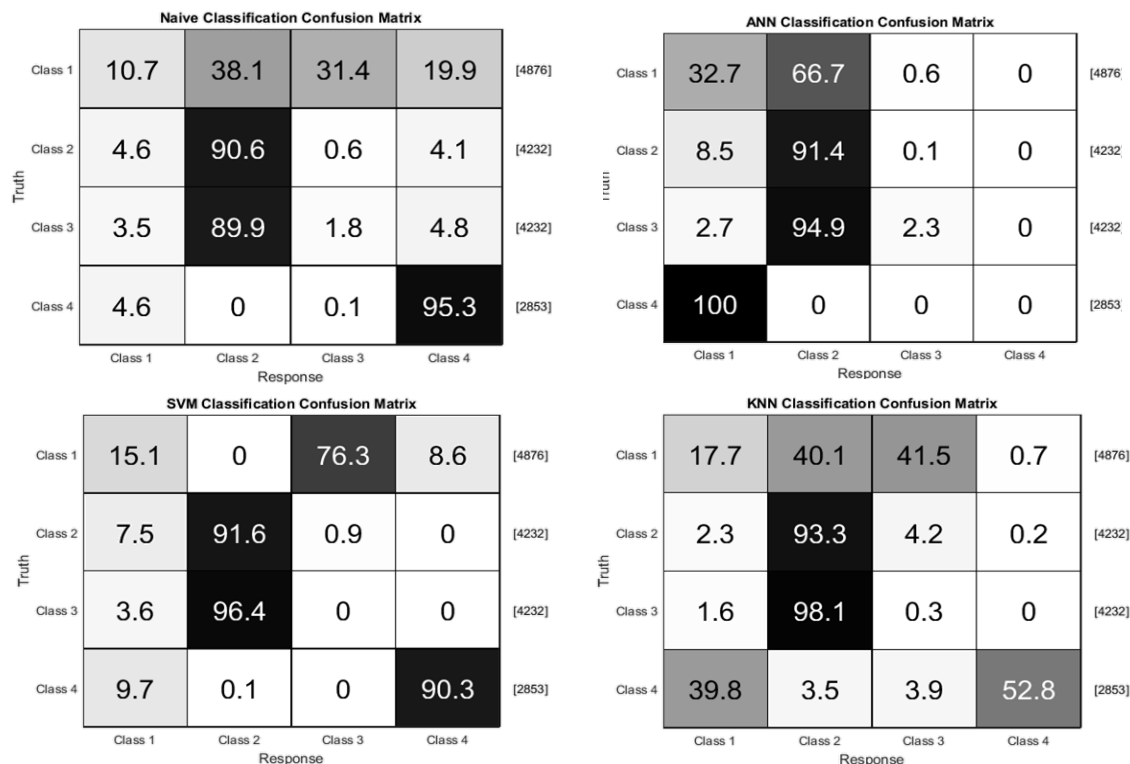 Naive Classification Confusion Matrix
Truth
Class 1 10.7 38.1 31.4 19.9 [4876]
Class 2 4.6 90.6 0.6 4.1 [4232]
Class 3 3.5 89.9 1.8 4.8 [4232]
Class 4 4.6 0 0.1 95.3 [2853]
Class 1 Class 2 Class 3 Class 4
Response
ANN Classification Confusion Matrix
Truth
Class 1 32.7 66.7 0.6 0 [4876]
Class 2 8.5 91.4 0.1 0 [4232]
Class 3 2.7 94.9 2.3 0 [4232]
Class 4 100 0 0 0 [2853]
Class 1 Class 2 Class 3 Class 4
Response
SVM Classification Confusion Matrix
Truth
Class 1 15.1 0 76.3 8.6 [4876]
Class 2 7.5 91.6 0.9 0 [4232]
Class 3 3.6 96.4 0 0 [4232]
Class 4 9.7 0.1 0 90.3 [2853]
Class 1 Class 2 Class 3 Class 4
Response
KNN Classification Confusion Matrix
Truth
Class 1 17.7 40.1 41.5 0.7 [4876]
Class 2 2.3 93.3 4.2 0.2 [4232]
Class 3 1.6 98.1 0.3 0 [4232]
Class 4 39.8 3.5 3.9 52.8 [2853]
Class 1 Class 2 Class 3 Class 4
Response